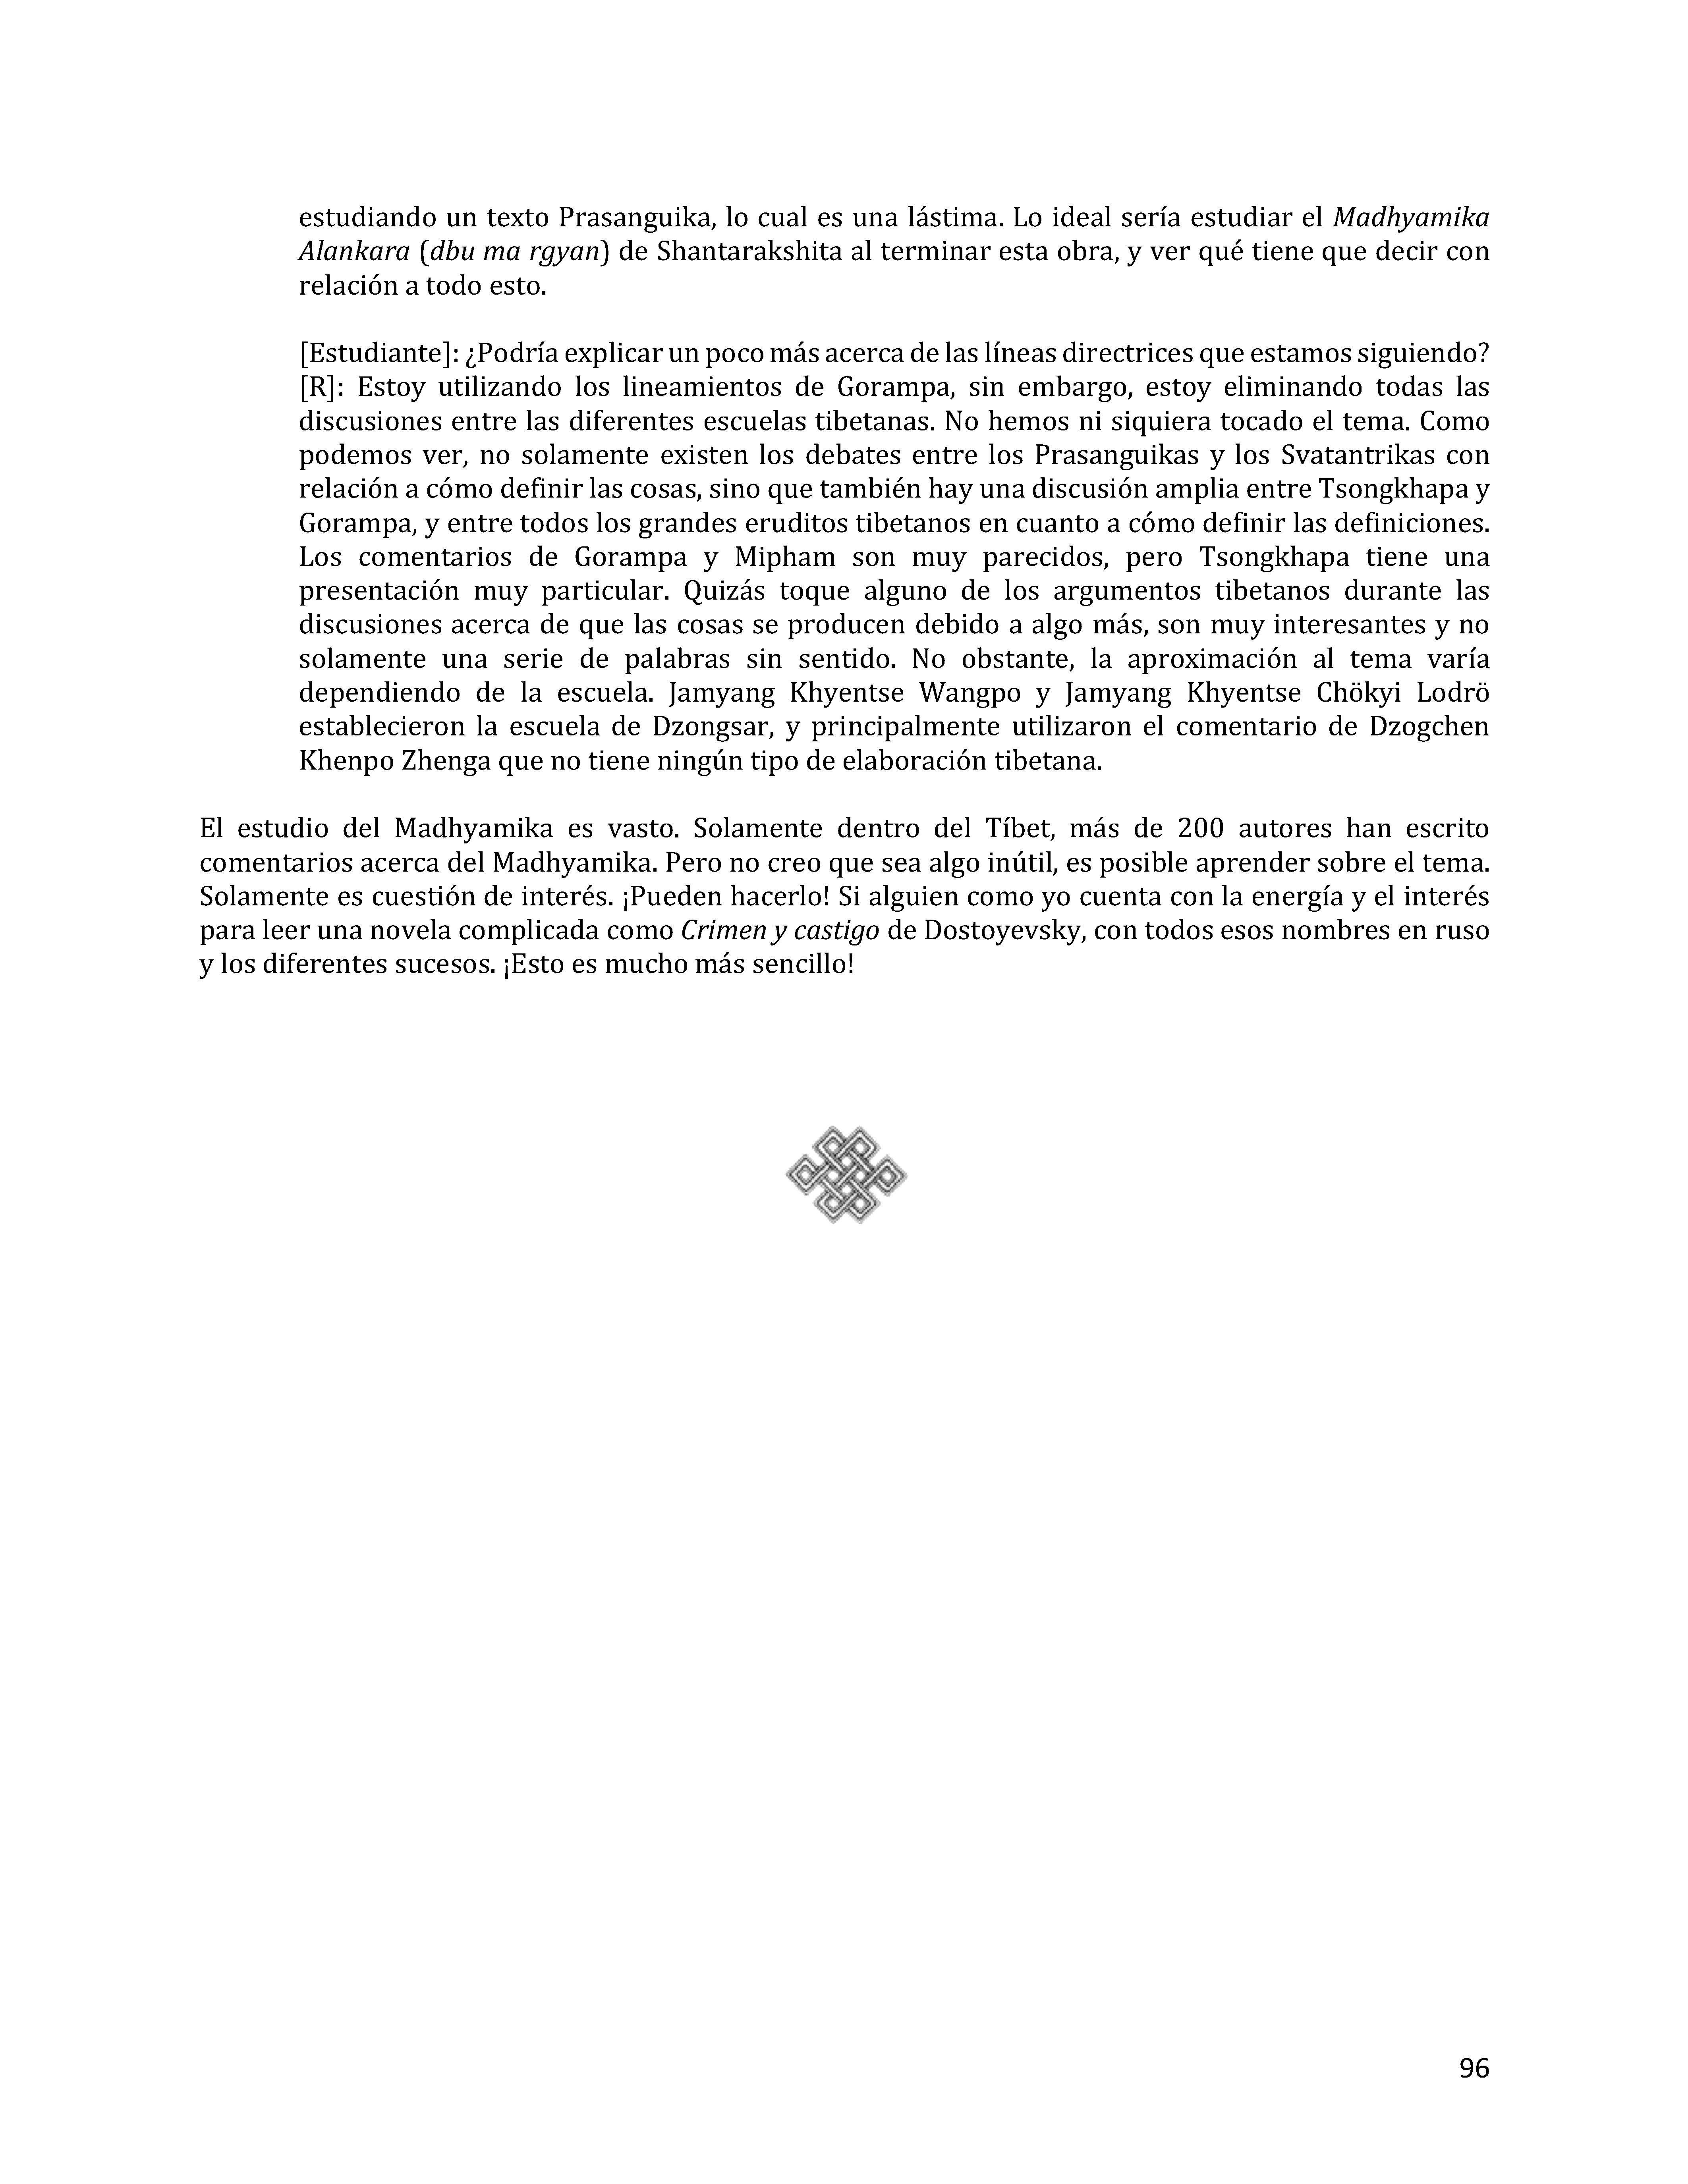 estudiando un texto Prasanguika, lo cual es una lástima. Lo ideal sería estudiar el Madhyamika
Alankara (dbu ma rgyan) de Shantarakshita al terminar esta obra, y ver qué tiene que decir con
relación a todo esto.
[Estudiante]: ¿Podría explicar un poco más acerca de las líneas directrices que estamos siguiendo?
[R]: Estoy utilizando los lineamientos de Gorampa, sin embargo, estoy eliminando todas las
discusiones entre las diferentes escuelas tibetanas. No hemos ni siquiera tocado el tema. Como
podemos ver, no solamente existen los debates entre los Prasanguikas y los Svatantrikas con
relación a cómo definir las cosas, sino que también hay una discusión amplia entre Tsongkhapa y
Gorampa, y entre todos los grandes eruditos tibetanos en cuanto a cómo definir las definiciones.
Los comentarios de Gorampa y Mipham son muy parecidos, pero Tsongkhapa tiene una
presentación muy particular. Quizás toque alguno de los argumentos tibetanos durante las
discusiones acerca de que las cosas se producen debido a algo más, son muy interesantes y no
solamente una serie de palabras sin sentido. No obstante, la aproximación al tema varía
dependiendo de la escuela. Jamyang Khyentse Wangpo y Jamyang Khyentse Chökyi Lodrö
establecieron la escuela de Dzongsar, y principalmente utilizaron el comentario de Dzogchen
Khenpo Zhenga que no tiene ningún tipo de elaboración tibetana.
El estudio del Madhyamika es vasto. Solamente dentro del Tíbet, más de 200 autores han escrito
comentarios acerca del Madhyamika. Pero no creo que sea algo inútil, es posible aprender sobre el tema.
Solamente es cuestión de interés. ¡Pueden hacerlo! Si alguien como yo cuenta con la energía y el interés
para leer una novela complicada como Crimen y castigo de Dostoyevsky, con todos esos nombres en ruso
y los diferentes sucesos. ¡Esto es mucho más sencillo!
96